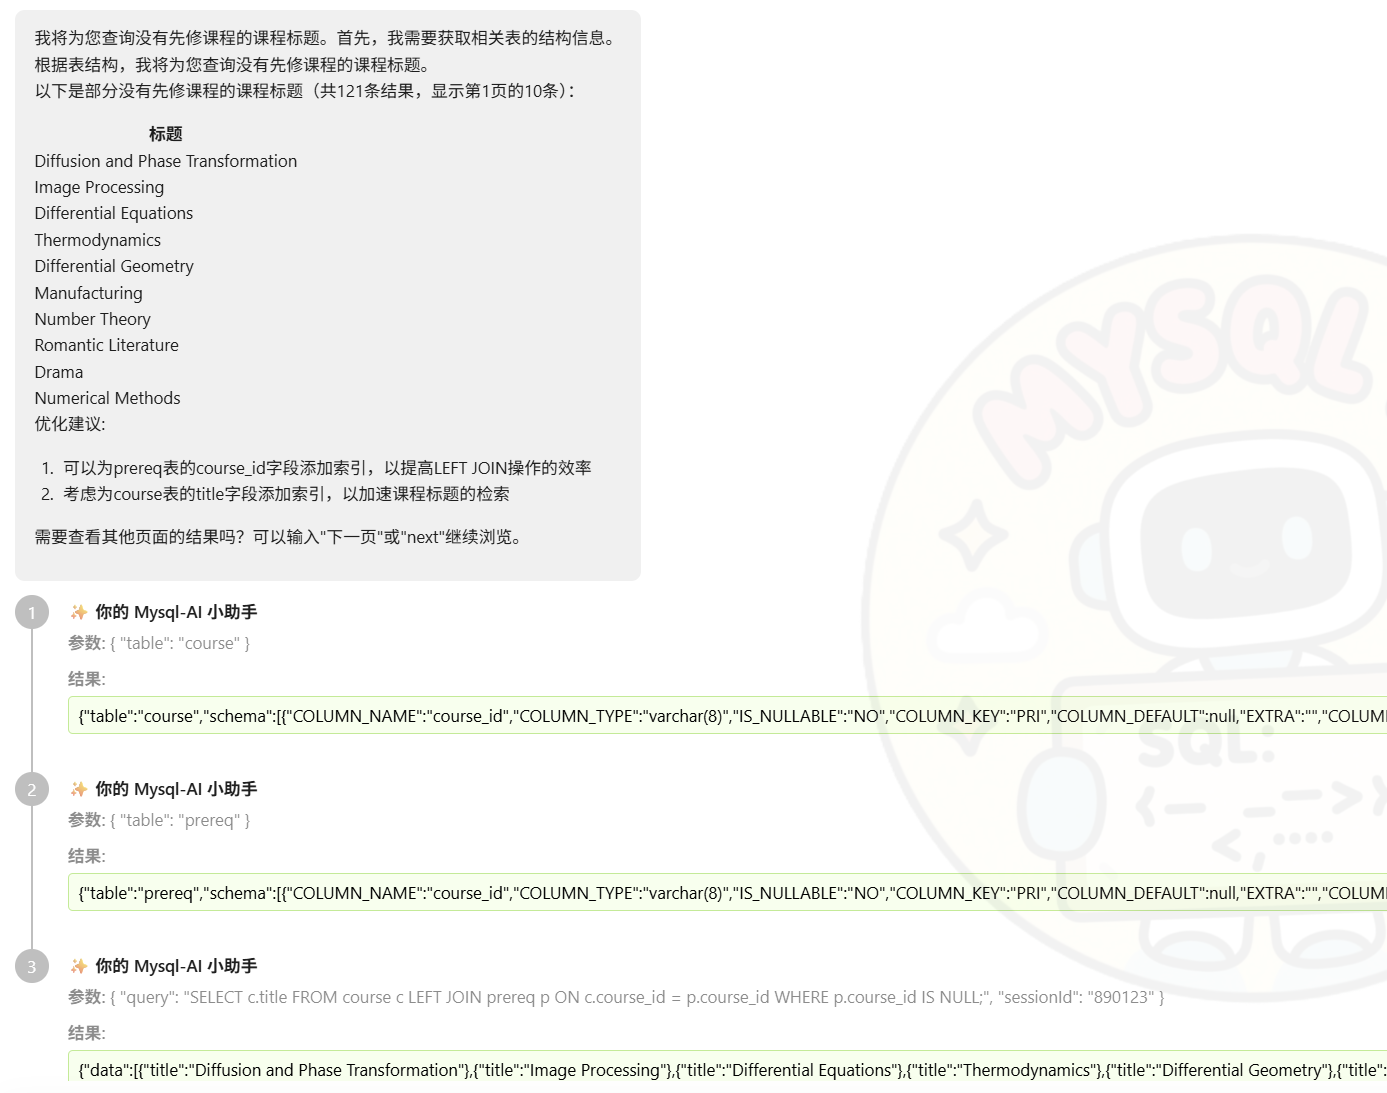 我将为您查询没有先修课程的课程标题。首先，我需要获取相关表的结构信息。
根据表结构，我将为您查询没有先修课程的课程标题。
以下是部分没有先修课程的课程标题（共121条结果，显示第1页的10条）：
标题
Diffusion and Phase Transformation
Image Processing
Differential Equations
Thermodynamics
Differential Geometry
Manufacturing
Number Theory
Romantic Literature
Drama
Numerical Methods
优化建议:
1. 可以为prereq表的course_id字段添加索引，以提高LEFT JOIN操作的效率
2. 考虑为course表的title字段添加索引，以加速课程标题的检索
需要查看其他页面的结果吗？可以输入"下一页"或"next"继续浏览。
MYSQL
SQL:
1 ✨ 你的 Mysql-AI 小助手
参数: { "table": "course" }
结果:
{"table":"course","schema":[{"COLUMN_NAME":"course_id","COLUMN_TYPE":"varchar(8)","IS_NULLABLE":"NO","COLUMN_KEY":"PRI","COLUMN_DEFAULT":null,"EXTRA":"","COLUM
2 ✨ 你的 Mysql-AI 小助手
参数: { "table": "prereq" }
结果:
{"table":"prereq","schema":[{"COLUMN_NAME":"course_id","COLUMN_TYPE":"varchar(8)","IS_NULLABLE":"NO","COLUMN_KEY":"PRI","COLUMN_DEFAULT":null,"EXTRA":"","COLUM
3 ✨ 你的 Mysql-AI 小助手
参数: { "query": "SELECT c.title FROM course c LEFT JOIN prereq p ON c.course_id = p.course_id WHERE p.course_id IS NULL;", "sessionId": "890123" }
结果:
{"data":[{"title":"Diffusion and Phase Transformation"},{"title":"Image Processing"},{"title":"Differential Equations"},{"title":"Thermodynamics"},{"title":"Differential Geometry"},{"title":